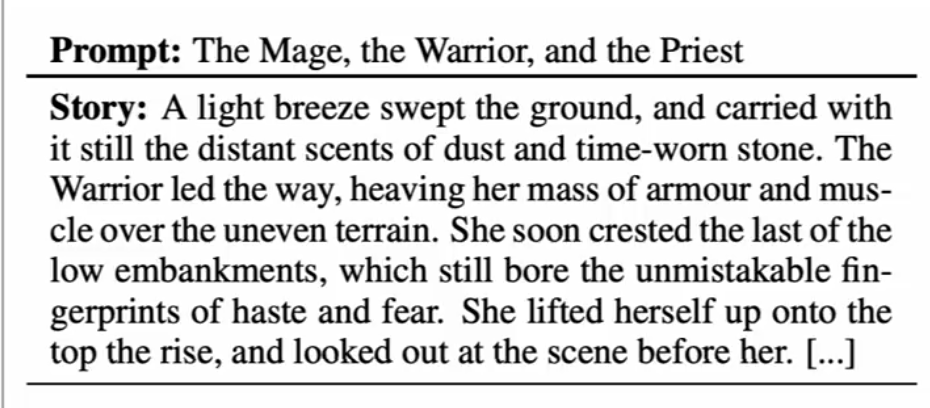 Prompt: The Mage, the Warrior, and the Priest
Story: A light breeze swept the ground, and carried with
it still the distant scents of dust and time-worn stone. The
Warrior led the way, heaving her mass of armour and mus-
cle over the uneven terrain. She soon crested the last of the
low embankments, which still bore the unmistakable fin-
gerprints of haste and fear. She lifted herself up onto the
top the rise, and looked out at the scene before her. [...]